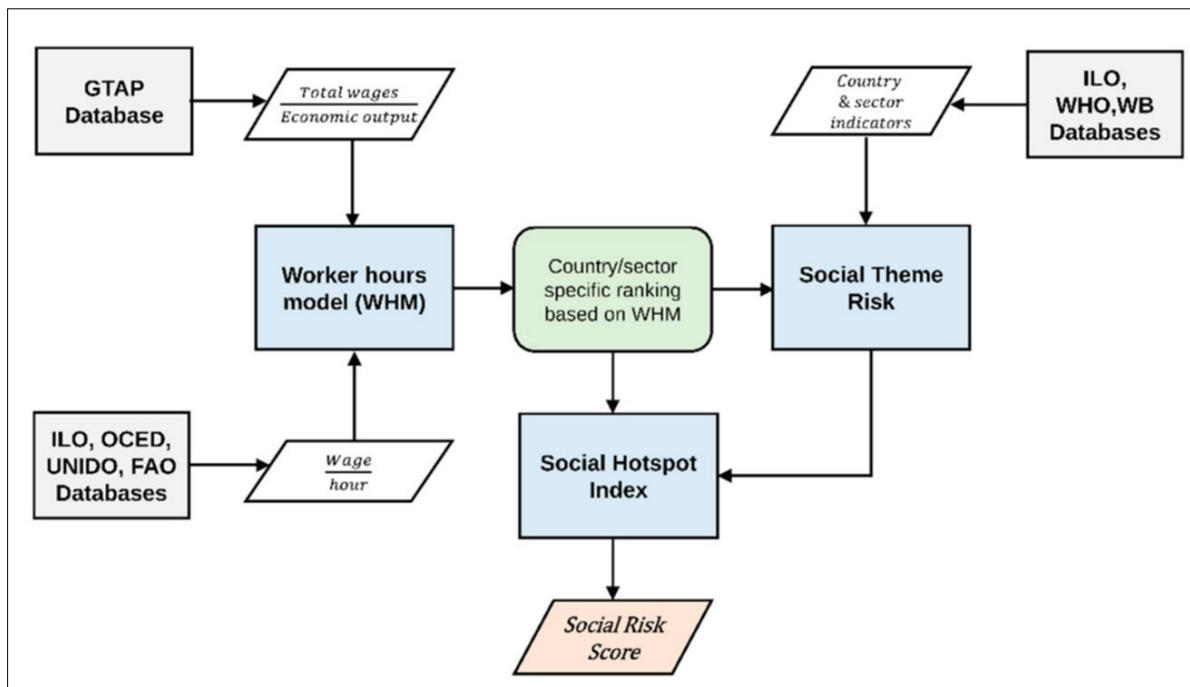 GTAP
Database
Total wages
Economic output
Country
& sector
indicators
ILO,
WHO,WB
Databases
Worker hours
model (WHM)
Country/sector
specific ranking
based on WHM
Social Theme
Risk
ILO, OCED,
UNIDO, FAO
Databases
Wage
hour
Social Hotspot
Index
Social Risk
Score